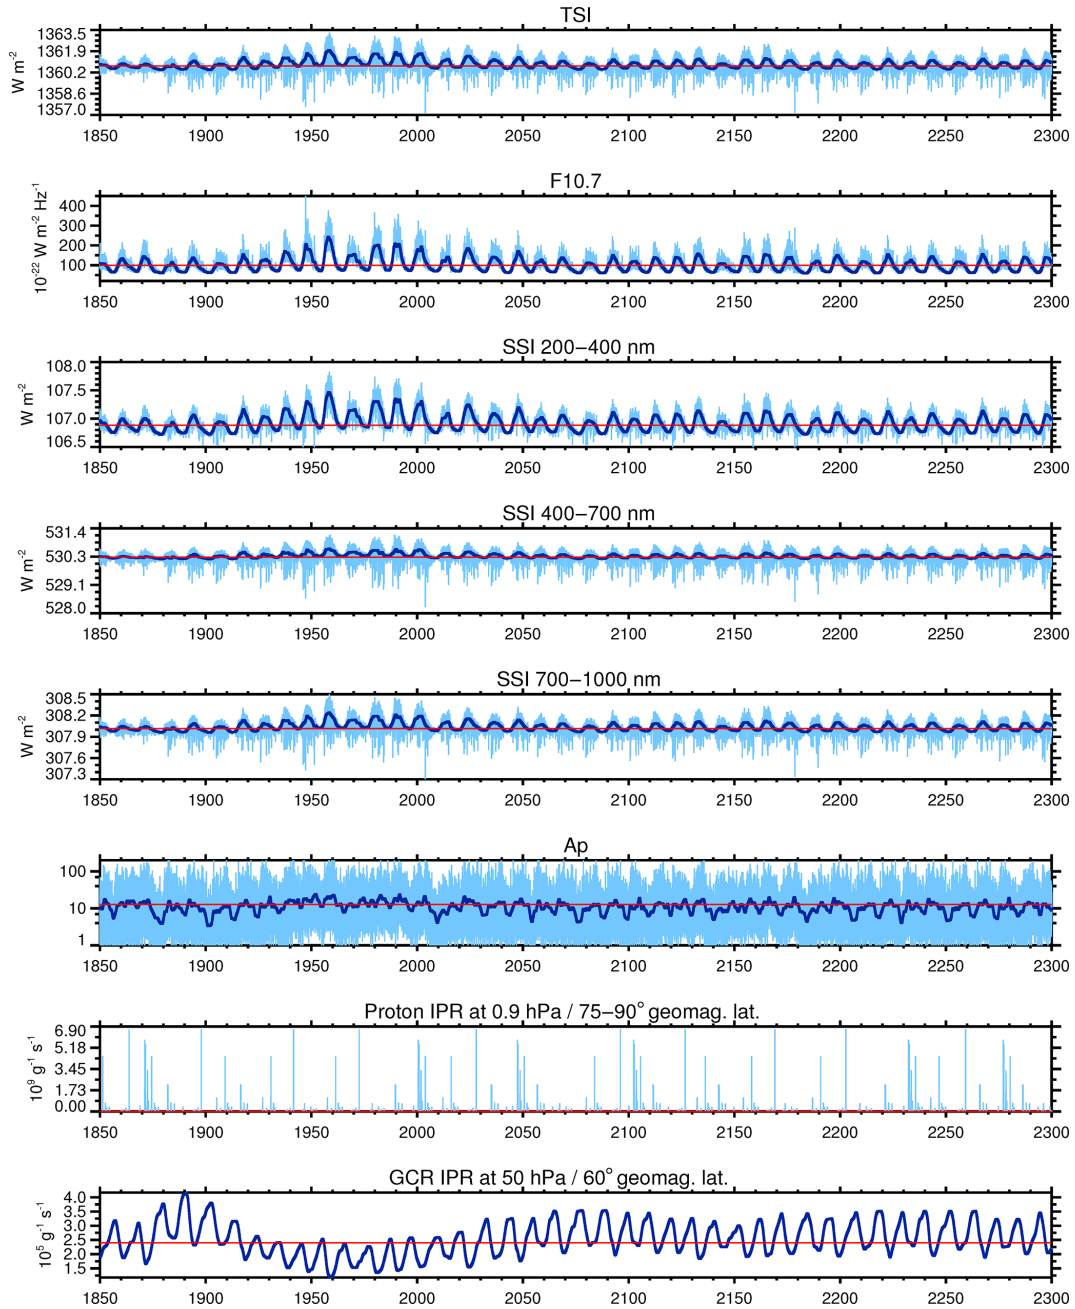 TSI
1363.5
1361.9
1360.2
1358.6
1357.0
W m-2
1850 1900 1950 2000 2050 2100 2150 2200 2250 2300
F10.7
400
300
200
100
10-22 W m-2 Hz-1
1850 1900 1950 2000 2050 2100 2150 2200 2250 2300
SSI 200−400 nm
108.0
107.5
107.0
106.5
W m-2
1850 1900 1950 2000 2050 2100 2150 2200 2250 2300
SSI 400−700 nm
531.4
530.3
529.1
528.0
W m-2
1850 1900 1950 2000 2050 2100 2150 2200 2250 2300
SSI 700−1000 nm
308.5
308.2
307.9
307.6
307.3
W m-2
1850 1900 1950 2000 2050 2100 2150 2200 2250 2300
Ap
100
10
1
1850 1900 1950 2000 2050 2100 2150 2200 2250 2300
Proton IPR at 0.9 hPa / 75−90° geomag. lat.
6.90
5.18
3.45
1.73
0.00
109 g-1 s-1
1850 1900 1950 2000 2050 2100 2150 2200 2250 2300
GCR IPR at 50 hPa / 60° geomag. lat.
4.0
3.5
3.0
2.5
2.0
1.5
105 g-1 s-1
1850 1900 1950 2000 2050 2100 2150 2200 2250 2300